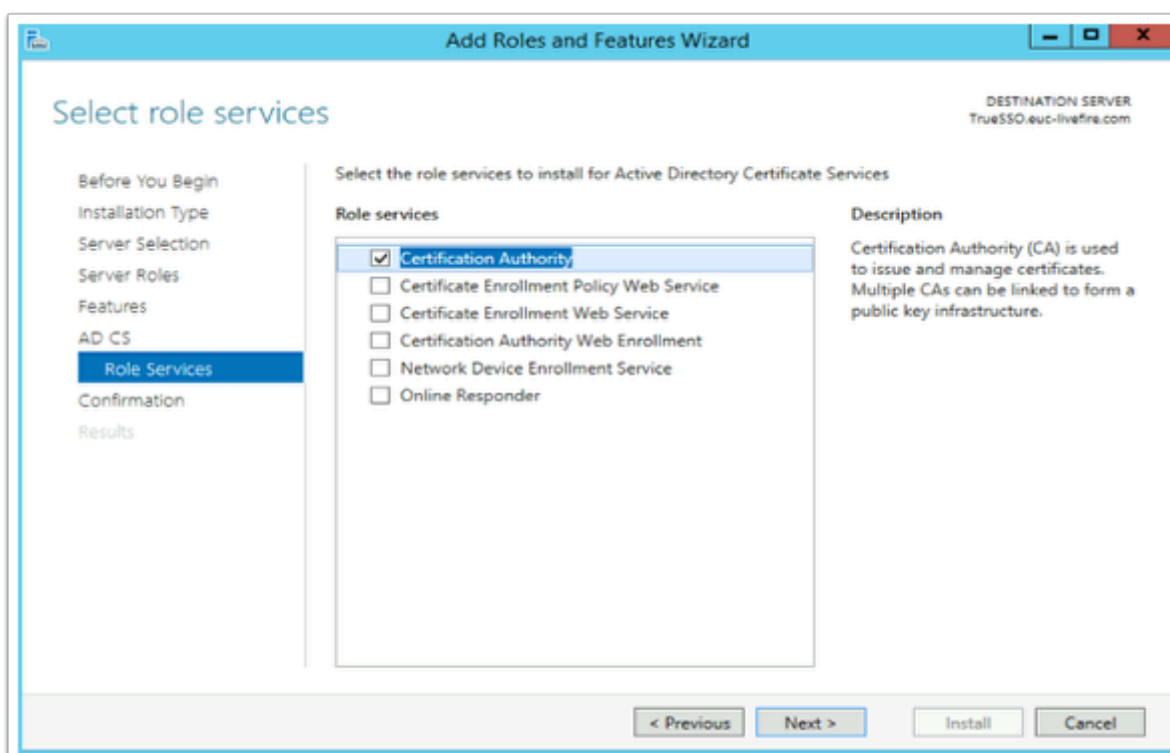 Add Roles and Features Wizard
Select role services
DESTINATION SERVER
TrueSSO.euc-livefire.com
Before You Begin
Installation Type
Server Selection
Server Roles
Features
AD CS
Role Services
Confirmation
Results
Select the role services to install for Active Directory Certificate Services
Role services
Certification Authority
Certificate Enrollment Policy Web Service
Certificate Enrollment Web Service
Certification Authority Web Enrollment
Network Device Enrollment Service
Online Responder
Description
Certification Authority (CA) is used
to issue and manage certificates.
Multiple CAs can be linked to form a
public key infrastructure.
< Previous
Next >
Install
Cancel